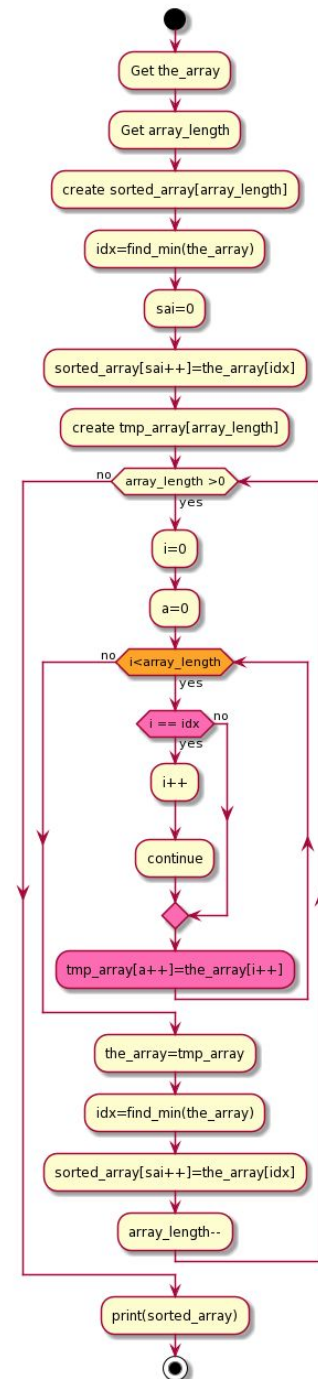 Get the_array
Get array_length
create sorted_array[array_length]
idx=find_min(the_array)
sai=0
sorted_array[sai++]=the_array[idx]
create tmp_array[array_length]
no
array_length >0
yes
i=0
a=0
no
i<array_length
yes
i == idx
no
yes
i++
continue
tmp_array[a++]=the_array[i++]
the_array=tmp_array
idx=find_min(the_array)
sorted_array[sai++]=the_array[idx]
array_length--
print(sorted_array)